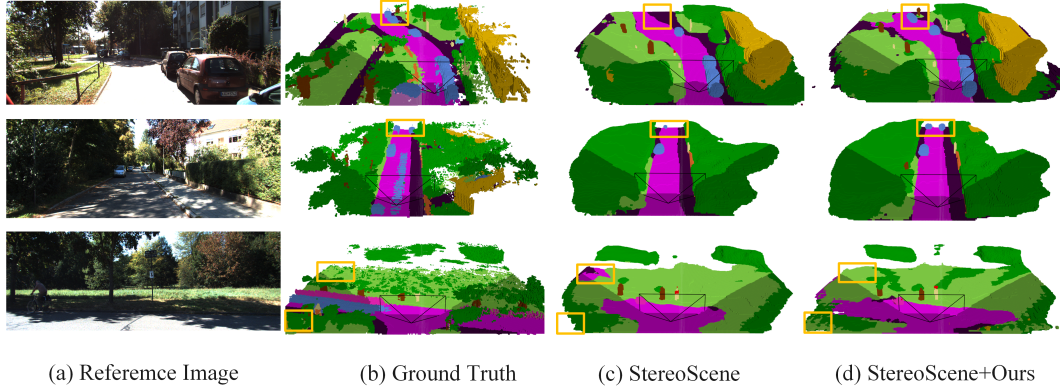 (a) Referemce Image
(b) Ground Truth
(c) StereoScene
(d) StereoScene+Ours